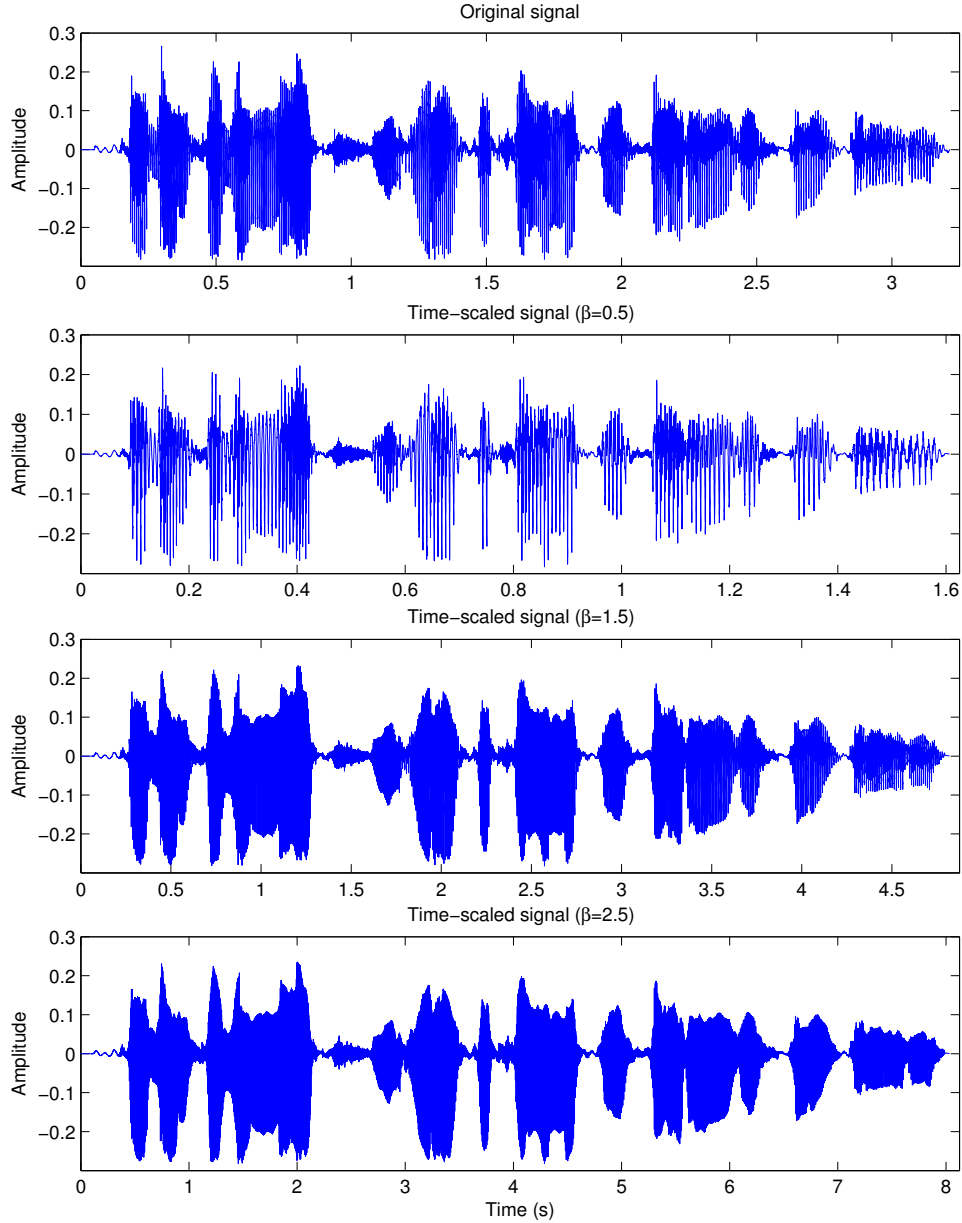 Original signal
0.3
0.2
0.1
0
−0.1
−0.2
Amplitude
0 0.5 1 1.5 2 2.5 3
Time−scaled signal (β=0.5)
0.3
0.2
0.1
0
−0.1
−0.2
Amplitude
0 0.2 0.4 0.6 0.8 1 1.2 1.4 1.6
Time−scaled signal (β=1.5)
0.3
0.2
0.1
0
−0.1
−0.2
Amplitude
0 0.5 1 1.5 2 2.5 3 3.5 4 4.5
Time−scaled signal (β=2.5)
0.3
0.2
0.1
0
−0.1
−0.2
Amplitude
0 1 2 3 4 5 6 7 8
Time (s)